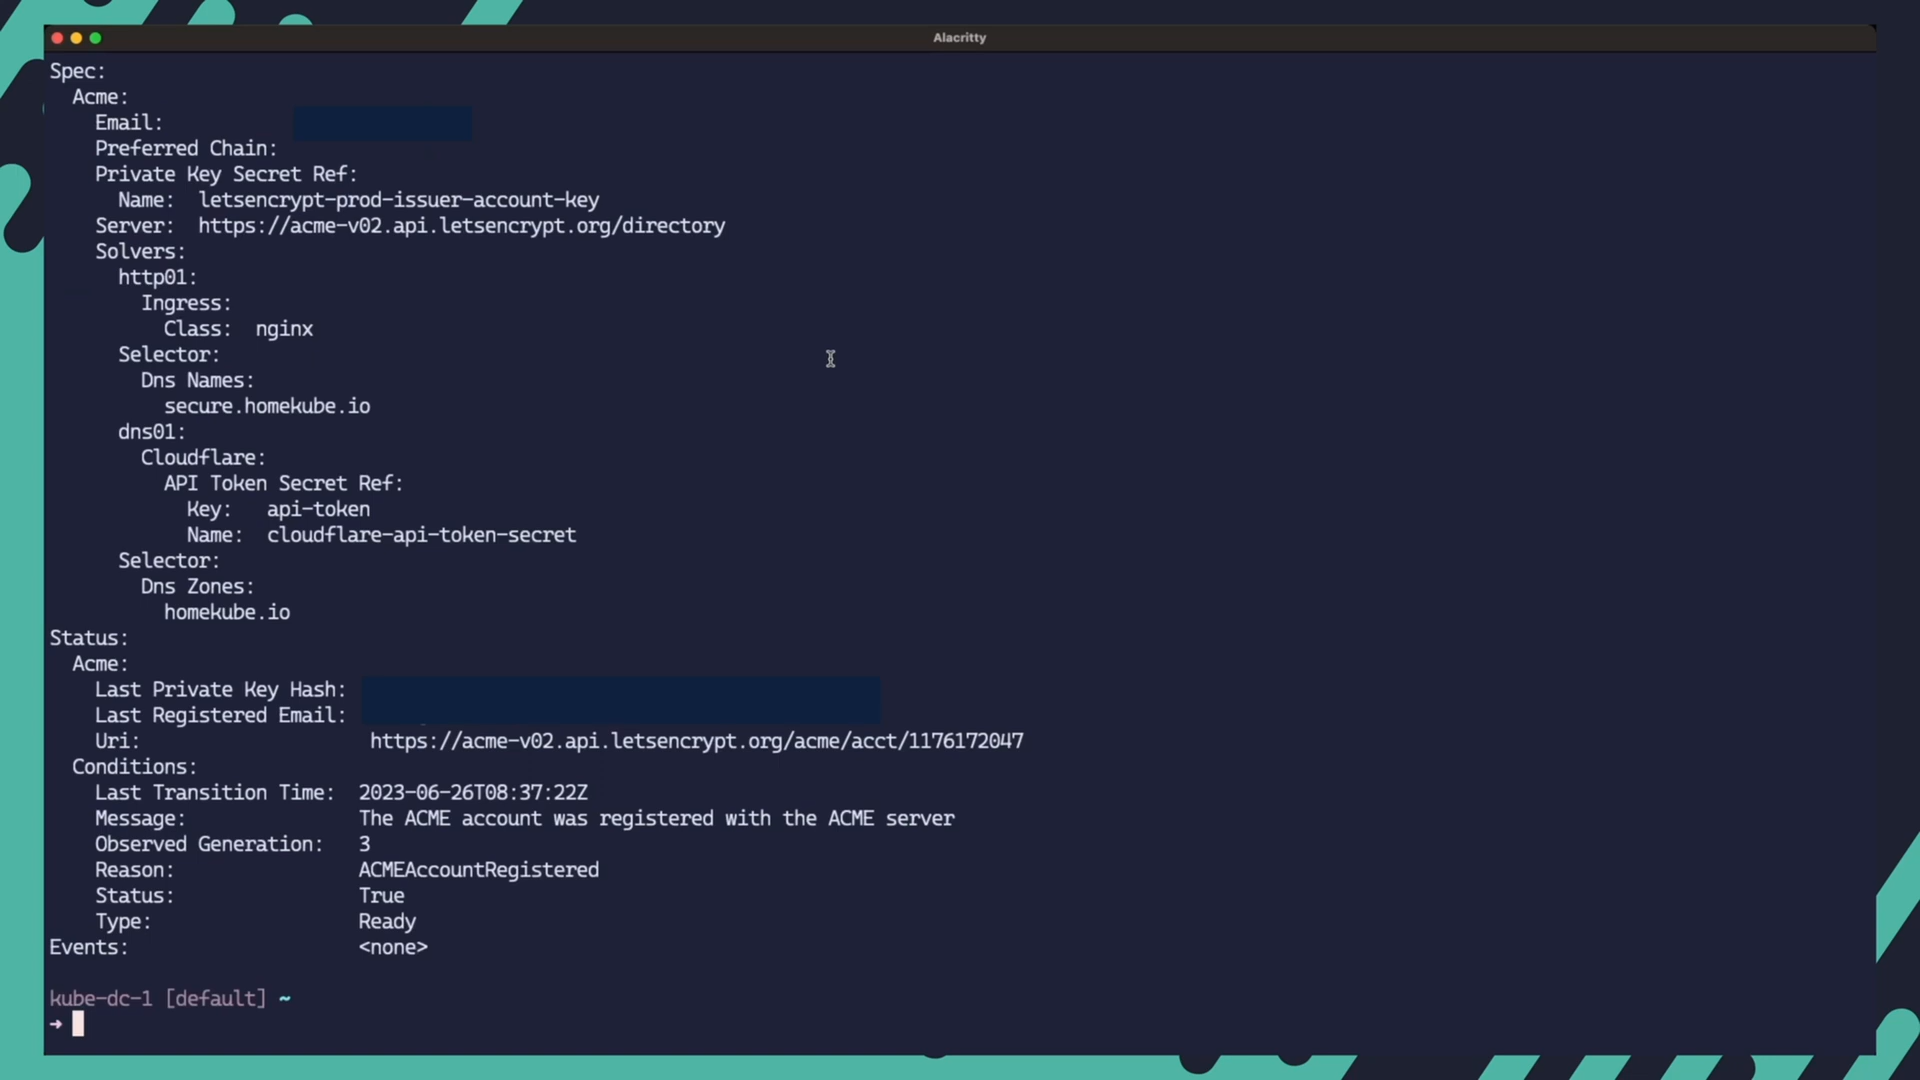 Alacritty
Spec:
Acme:
Email:
Preferred Chain:
Private Key Secret Ref:
Name: letsencrypt-prod-issuer-account-key
Server: https://acme-v02.api.letsencrypt.org/directory
Solvers:
http01:
Ingress:
Class: nginx
Selector:
Dns Names:
secure.homekube.io
dns01:
Cloudflare:
API Token Secret Ref:
Key: api-token
Name: cloudflare-api-token-secret
Selector:
Dns Zones:
homekube.io
Status:
Acme:
Last Private Key Hash:
Last Registered Email:
Uri: https://acme-v02.api.letsencrypt.org/acme/acct/1176172047
Conditions:
Last Transition Time: 2023-06-26T08:37:22Z
Message: The ACME account was registered with the ACME server
Observed Generation: 3
Reason: ACMEAccountRegistered
Status: True
Type: Ready
Events: <none>
kube-dc-1 [default] ~
➜